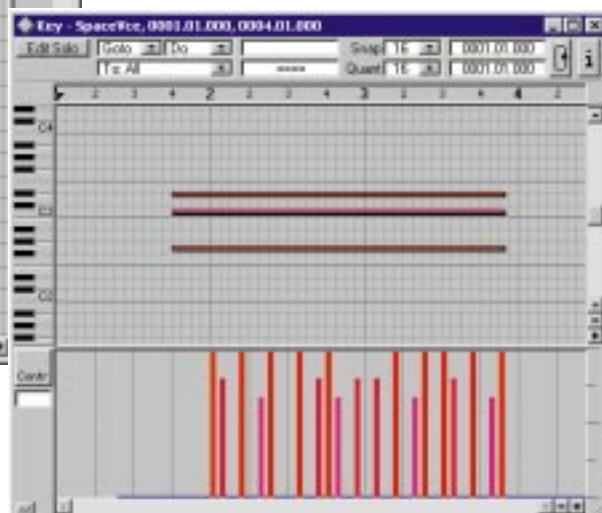 Key - SpaceVce, 0001.01.000, 0004.01.000
Edit Solo Goto Do Snap 16 0001.01.000
To: All ---- Quant 16 0001.01.000
2 3 4 2 2 3 4 3 2 3 4 4 2
C4
C3
C2
Contr